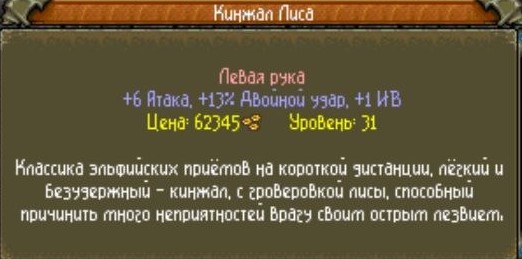 Кинжал Лиса
Левая рука
+6 Атака, +13% Двойной удар, +1 ИВ
Цена: 62345 Уровень: 31
Классика эльфийских приёмов на короткой дистанции, лёгкий и
безудержный - кинжал, с гроверовкой лисы, способный
причинить много неприятностей врагу своим острым лезвием.